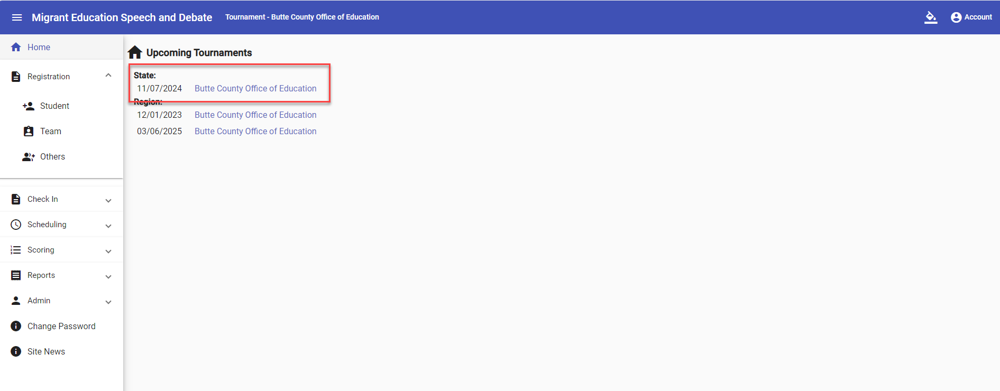 Migrant Education Speech and Debate
Tournament - Butte County Office of Education
Account
Home
Registration
Student
Team
Others
Check In
Scheduling
Scoring
Reports
Admin
Change Password
Site News
Upcoming Tournaments
State:
11/07/2024 Butte County Office of Education
Region:
12/01/2023 Butte County Office of Education
03/06/2025 Butte County Office of Education